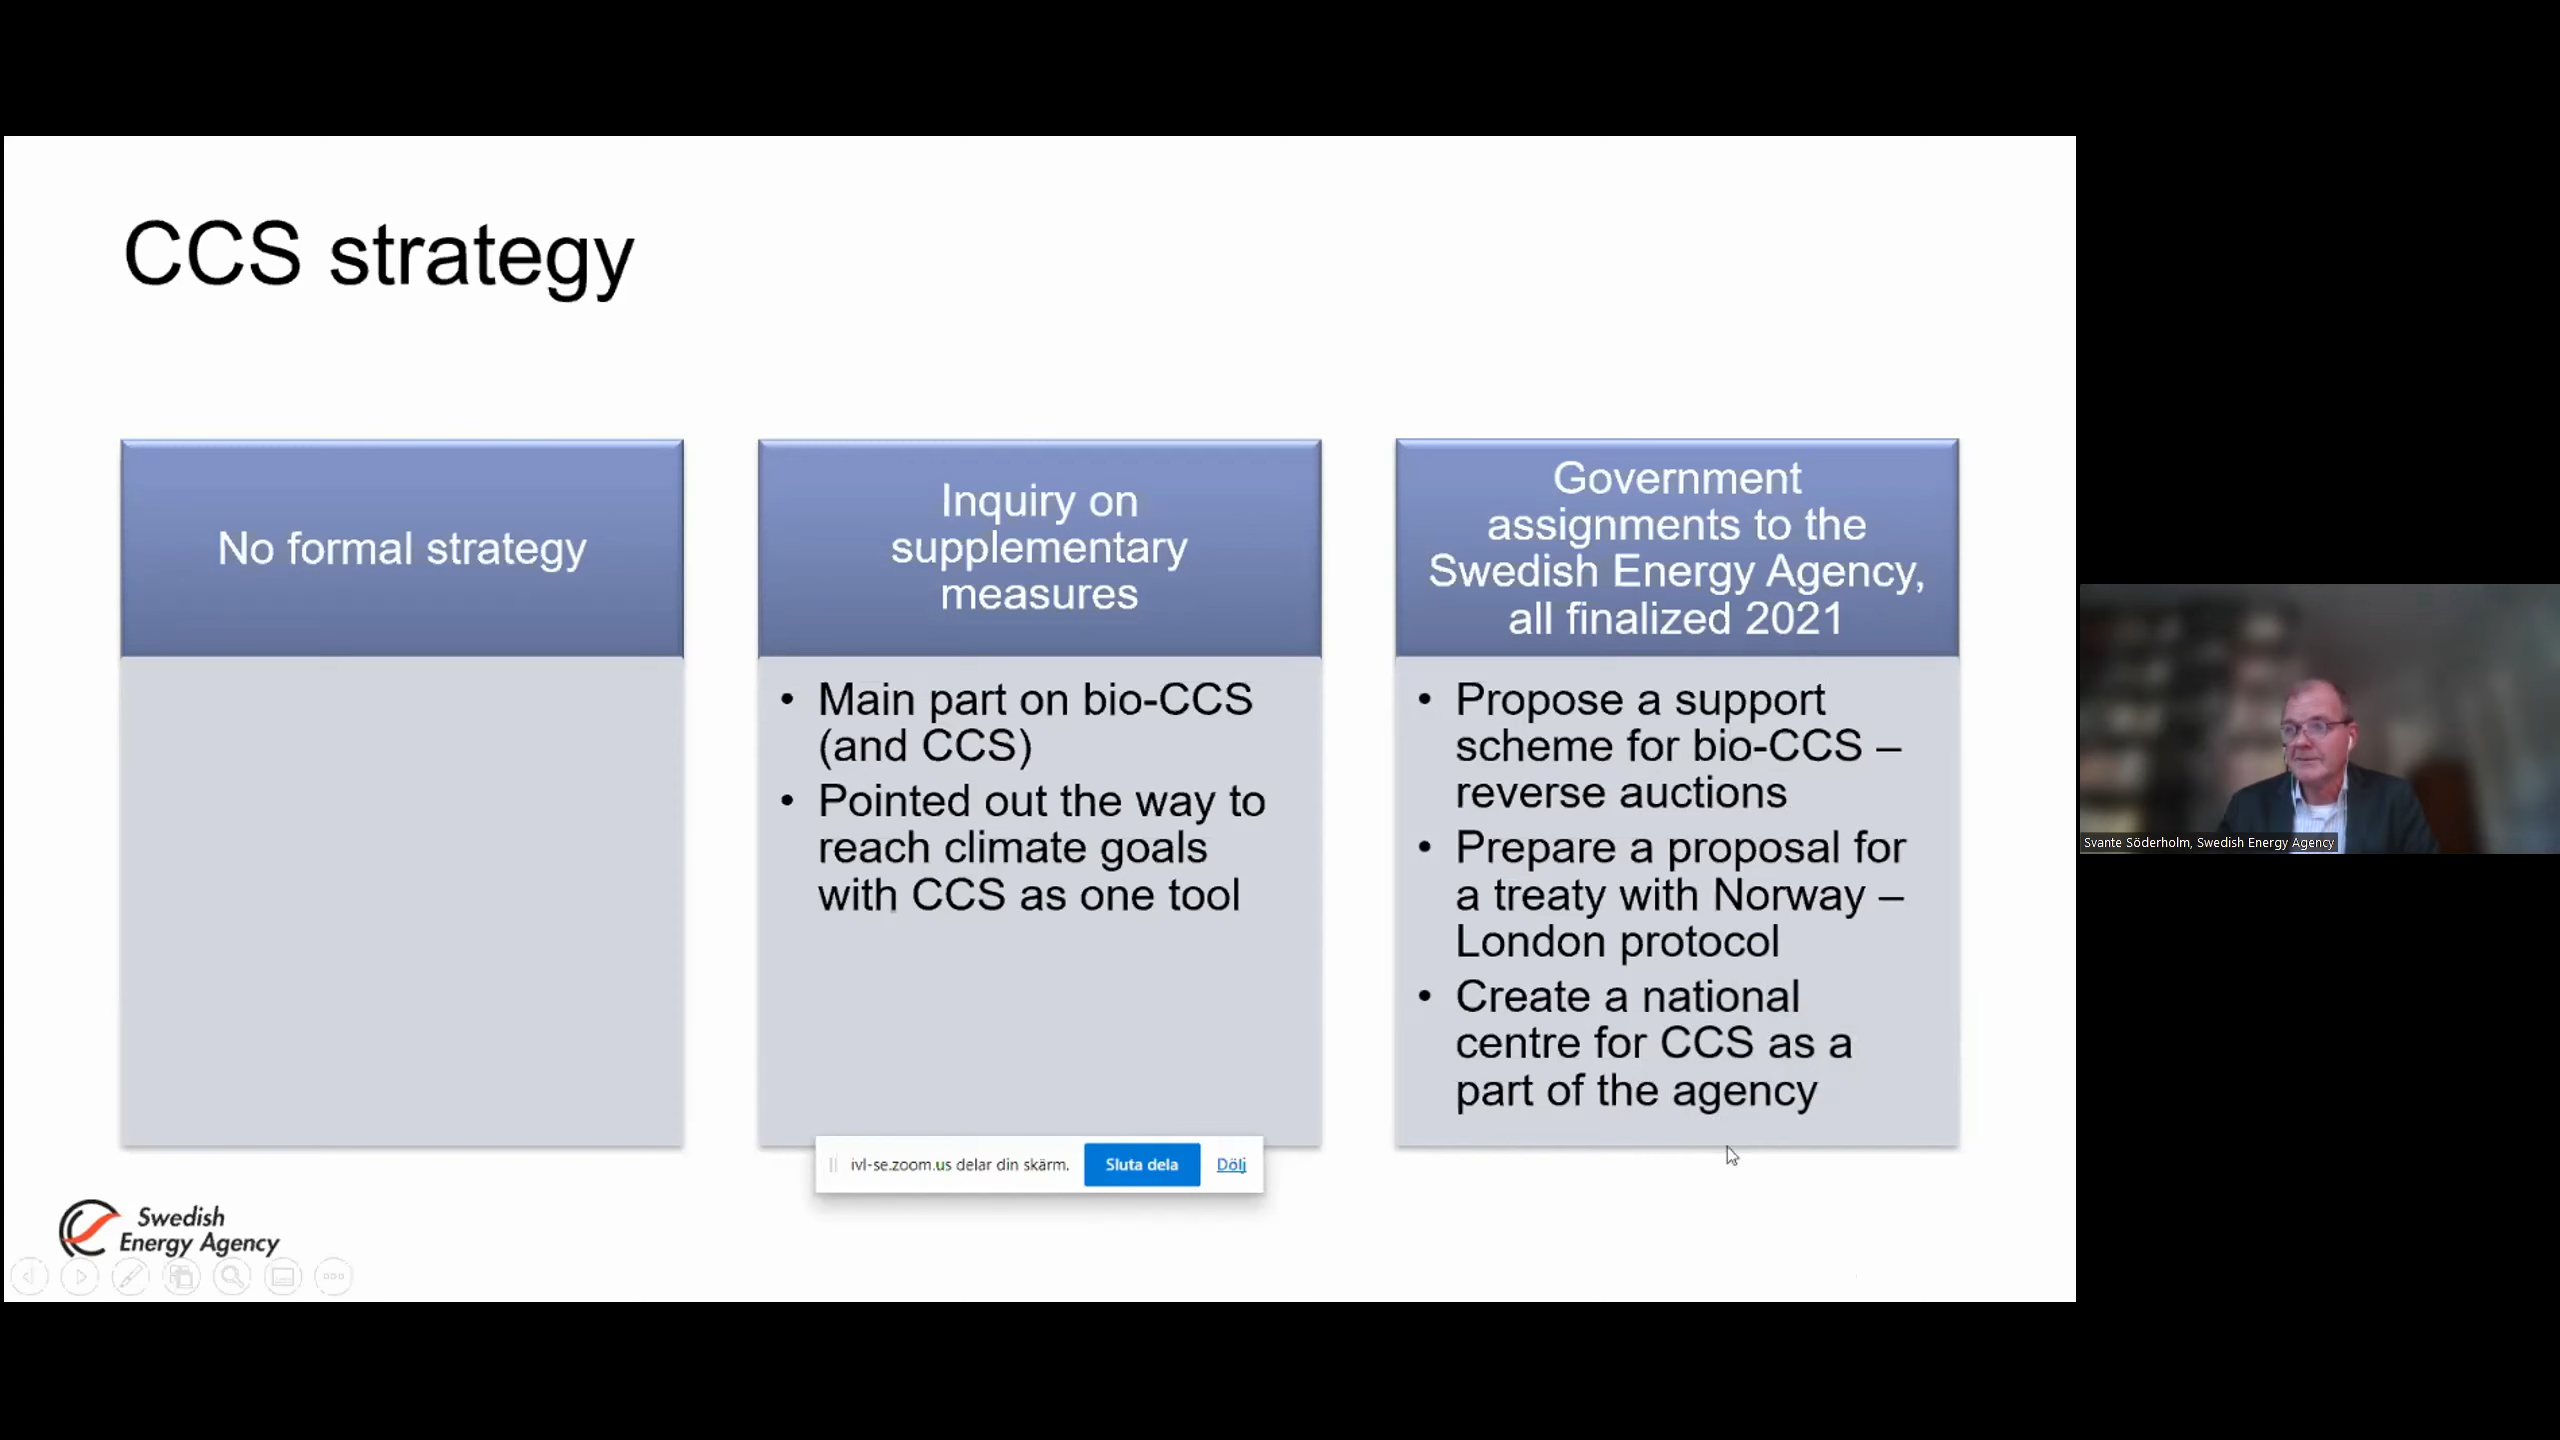 CCS strategy
No formal strategy
Inquiry on
supplementary
measures
• Main part on bio-CCS
(and CCS)
• Pointed out the way to
reach climate goals
with CCS as one tool
Government
assignments to the
Swedish Energy Agency,
all finalized 2021
• Propose a support
scheme for bio-CCS –
reverse auctions
• Prepare a proposal for
a treaty with Norway –
London protocol
• Create a national
centre for CCS as a
part of the agency
ivl-se.zoom.us delar din skärm. Sluta dela Dölj
Swedish
Energy Agency
Svante Söderholm, Swedish Energy Agency